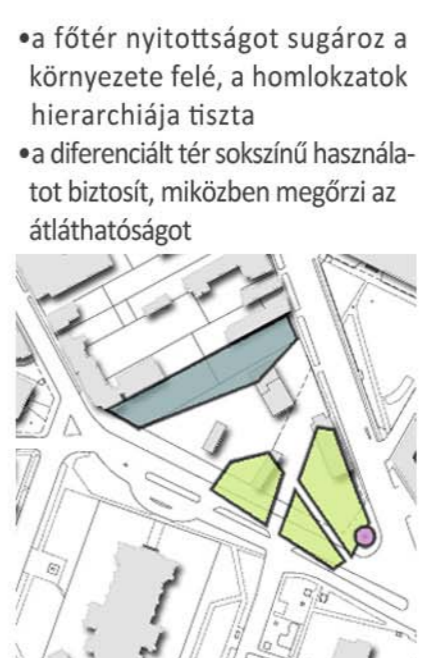 •a főtér nyitottságot sugároz a
környezete felé, a homlokzatok
hierarchiája tiszta
•a diferenciált tér sokszínű használa-
tot biztosít, miközben megőrzi az
átláthatóságot